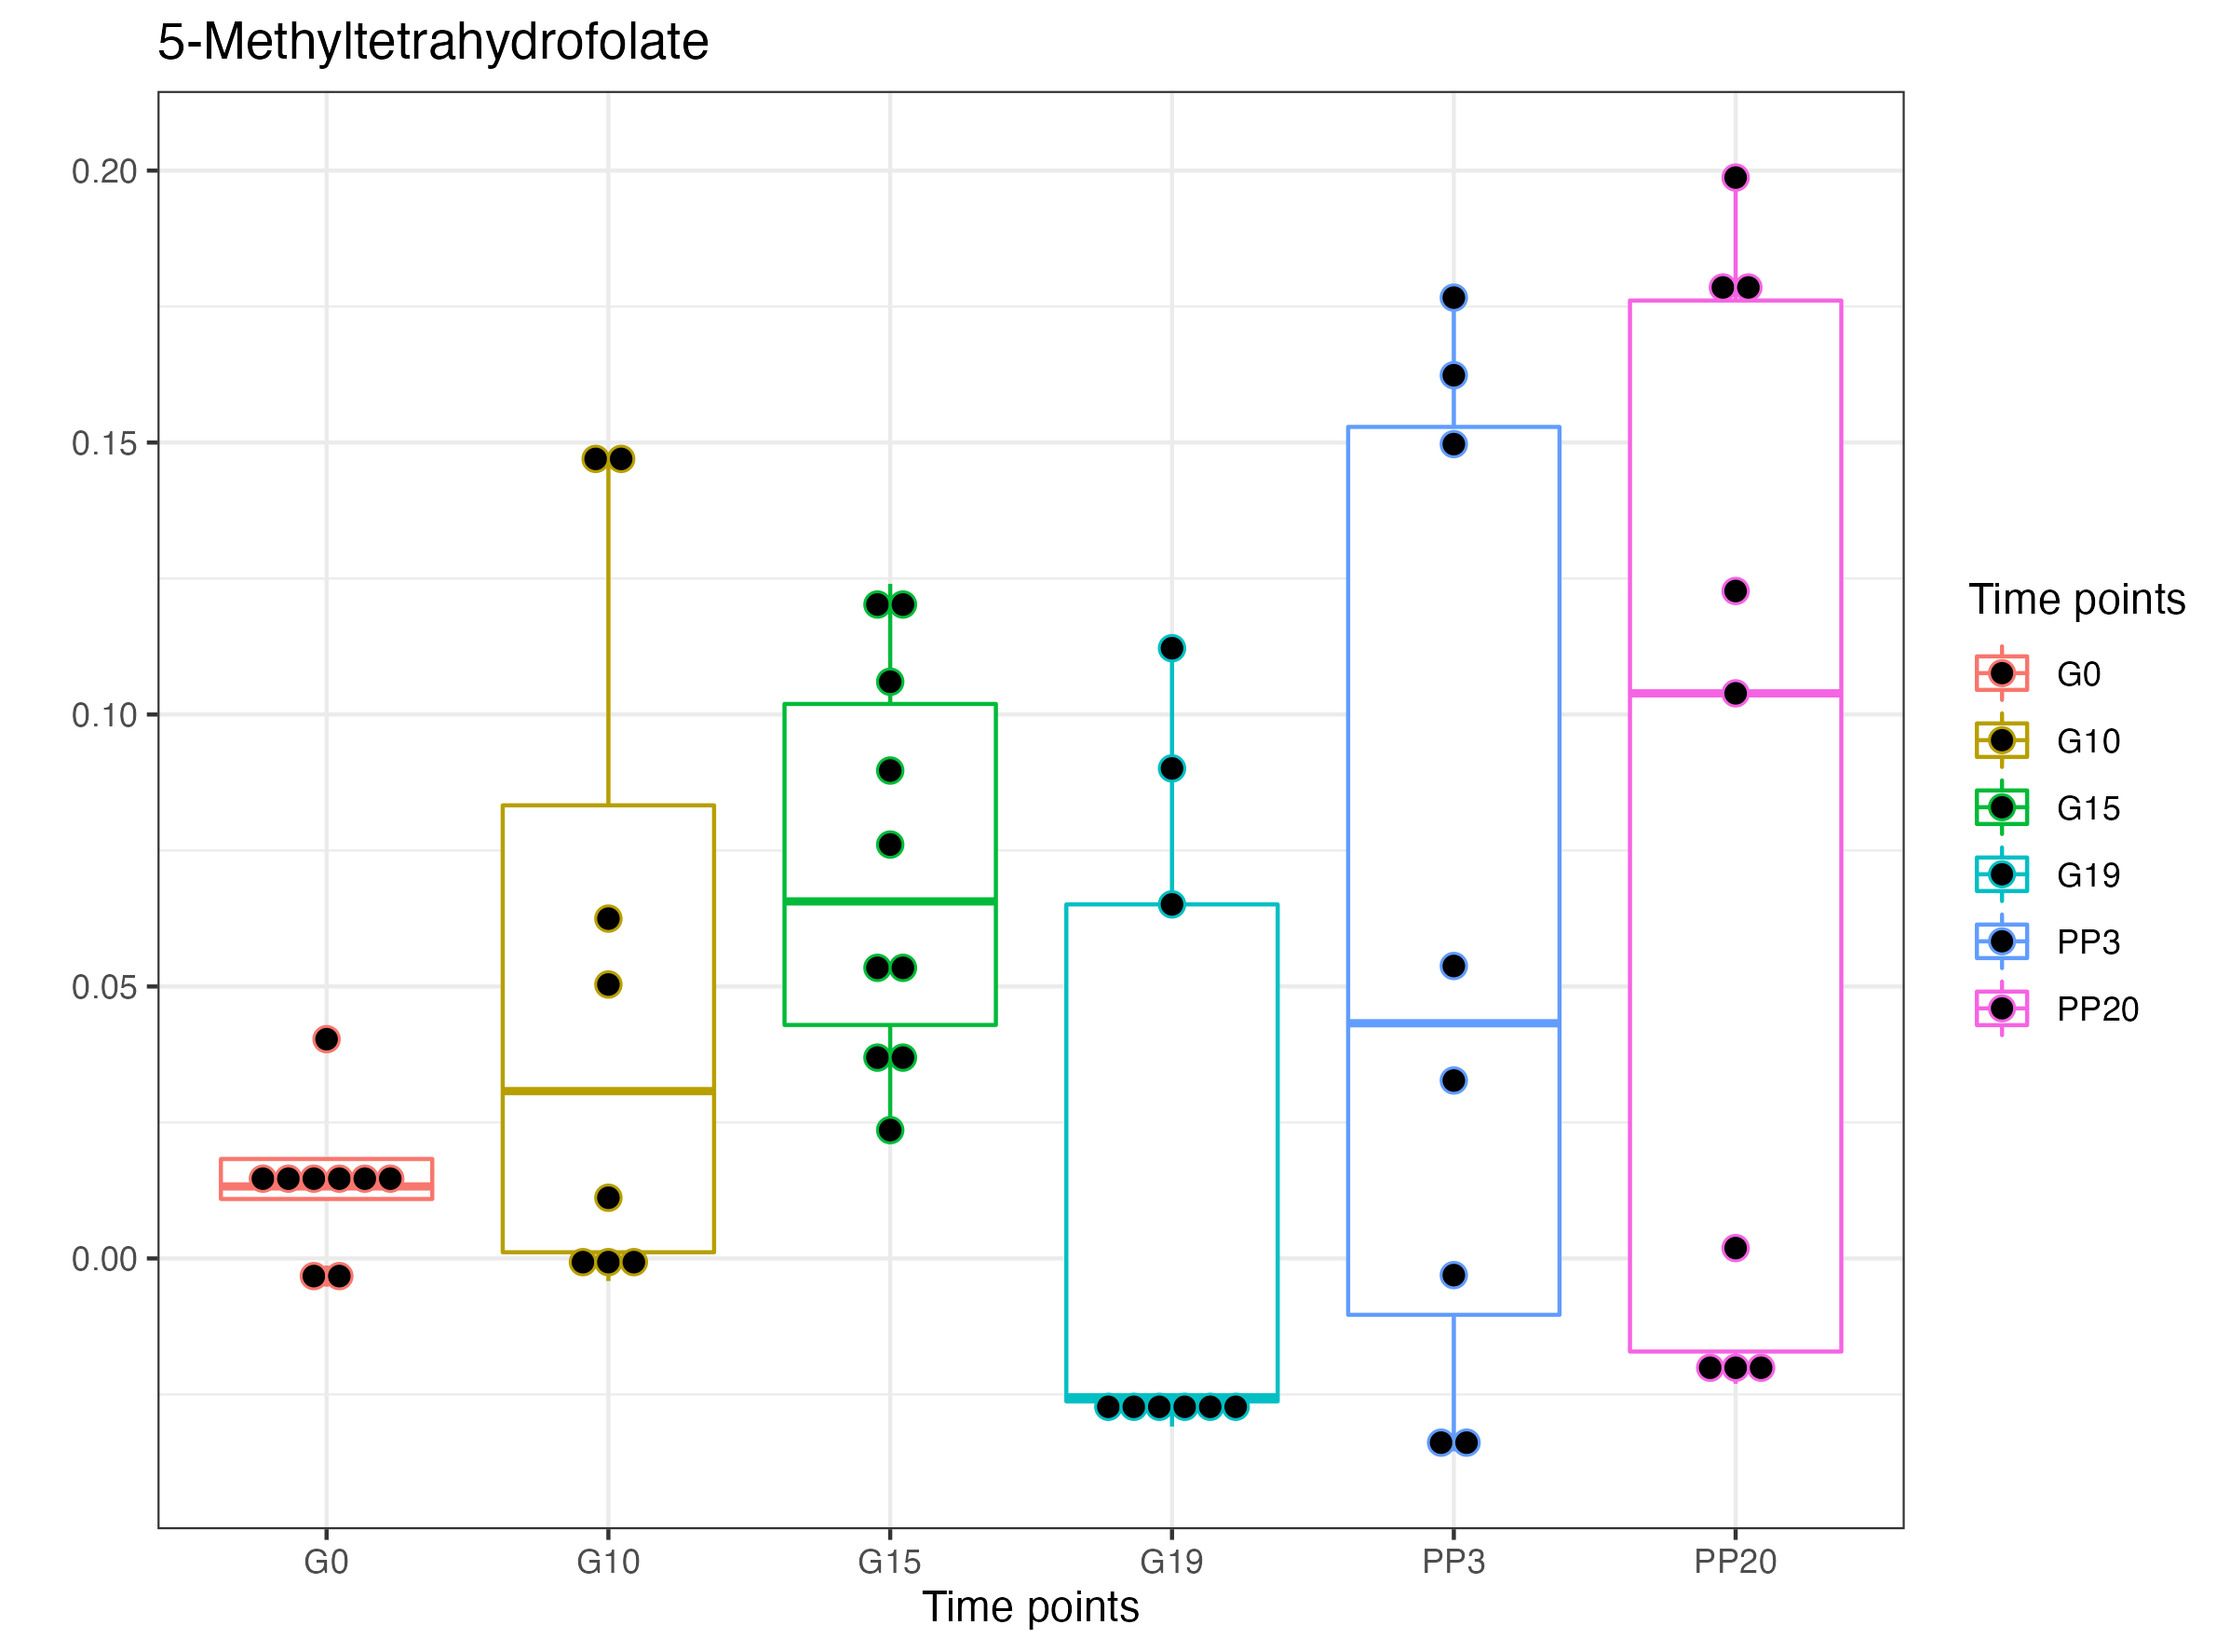 5-Methyltetrahydrofolate
0.20
0.15
0.10
0.05
0.00
G0 G10 G15 G19 PP3 PP20
Time points
Time points
G0
G10
G15
G19
PP3
PP20